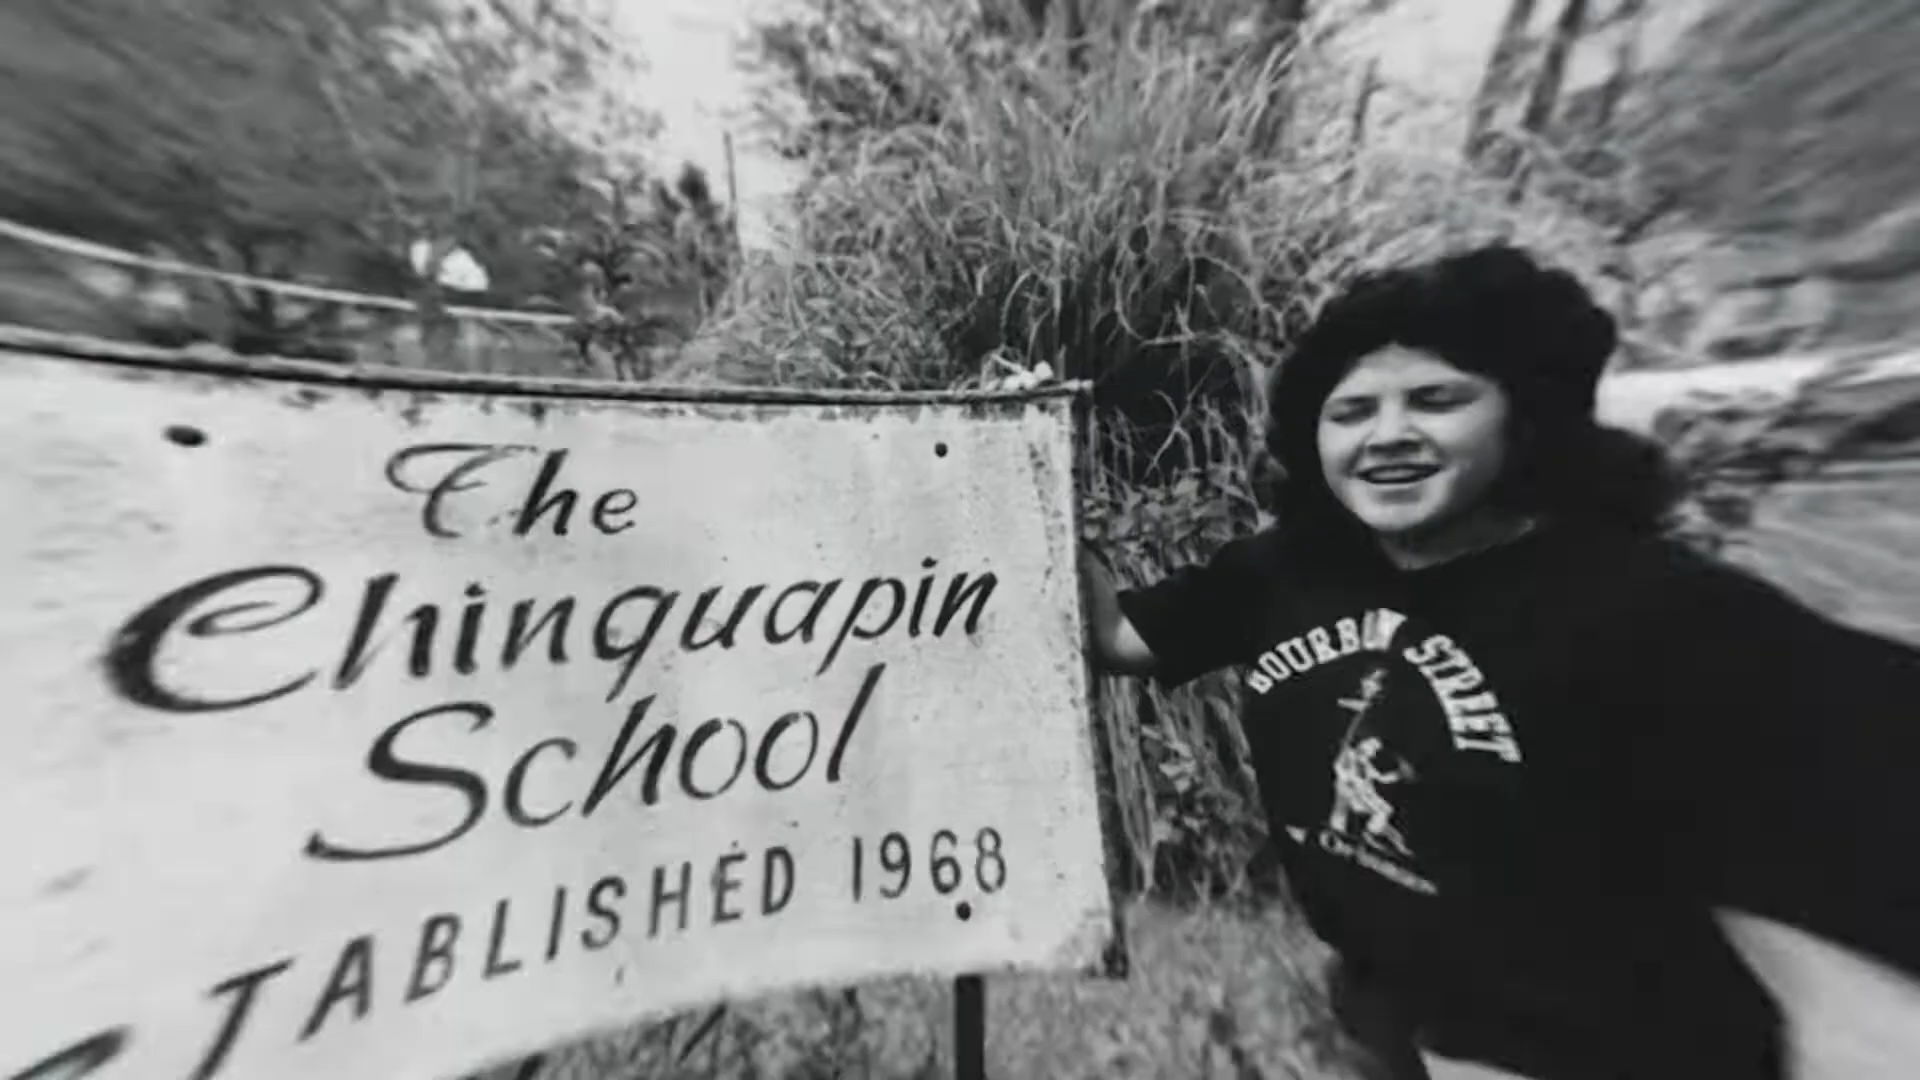 The
Chinquapin
School
TABLISHED 1968
BOURBON STREET